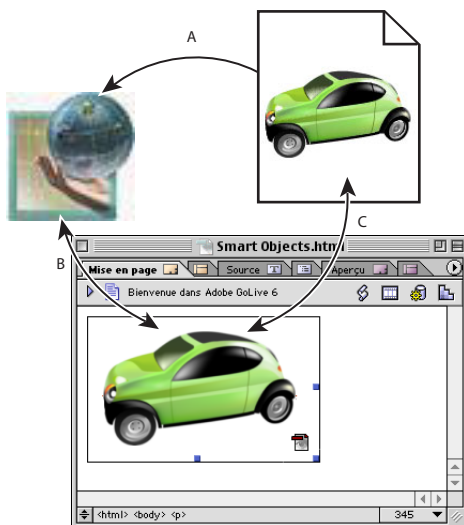 A
C
B
Smart Objects.html
Mise en page Source Aperçu
Bienvenue dans Adobe GoLive 6
<html> <body> <p> 345